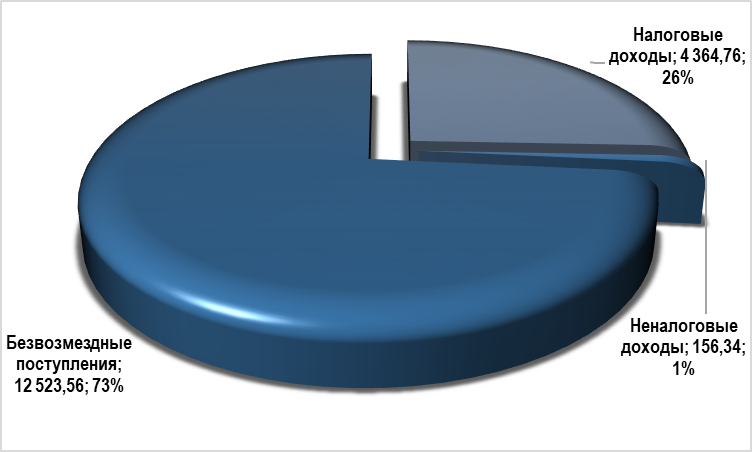 Налоговые
доходы; 4 364,76;
26%
Неналоговые
доходы; 156,34;
1%
Безвозмездные
поступления;
12 523,56; 73%